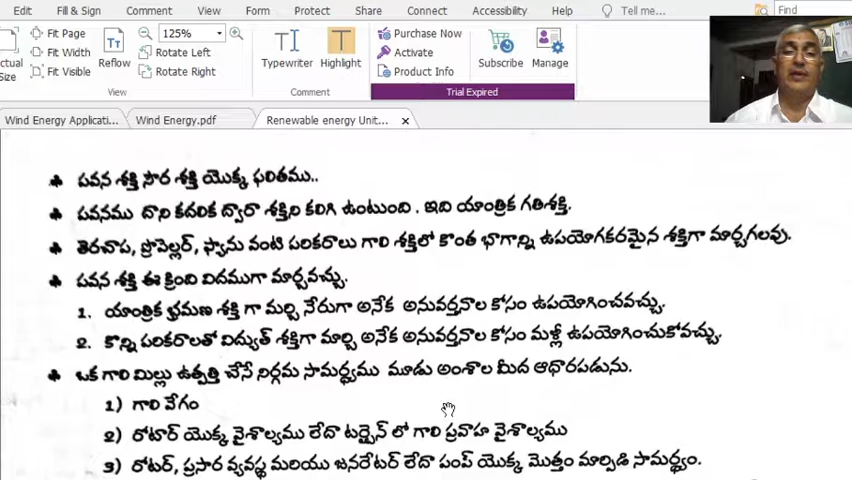 Edit Fill & Sign Comment View Form Protect Share Connect Accessibility Help Tell me... Find
Fit Page 125% Purchase Now
Fit Width Rotate Left Activate
Fit Visible Reflow Rotate Right Typewriter Highlight Product Info Subscribe Manage
Size View Comment Trial Expired
Wind Energy Applicati... Wind Energy.pdf Renewable energy Unit...
పవన శక్తి సౌర శక్తి యొక్క ఫలితము..
పవనము దాని కదలిక ద్వారా శక్తిని కలిగి ఉంటుంది. ఇది యాంత్రిక గతిశక్తి.
తెరచాప, ప్రొపెల్లర్, ఫ్యాను వంటి పరికరాలు గాలి శక్తిలో కొంత భాగాన్ని ఉపయోగకరమైన శక్తిగా మార్చగలవు.
పవన శక్తి ఈ క్రింది విదముగా మార్చవచ్చు.
1. యాంత్రిక భ్రమణ శక్తి గా మర్చి నేరుగా అనేక అనువర్తనాల కోసం ఉపయోగించవచ్చు.
2. కొన్ని పరికరాలతో విద్యుత్ శక్తిగా మార్చి అనేక అనువర్తనాల కోసం మళ్లీ ఉపయోగించుకోవచ్చు.
ఒక గాలి మిల్లు ఉత్పత్తి చేసే నిర్గమ సామర్థ్యము మూడు అంశాల మీద ఆధారపడును.
1) గాలి వేగం
2) రోటార్ యొక్క వైశాల్యము లేదా టర్బైన్ లో గాలి ప్రవాహ వైశాల్యము
3) రోటర్, ప్రసార వ్యవస్థ మరియు జనరేటర్ లేదా పంప్ యొక్క మొత్తం మార్పిడి సామర్థ్యం.